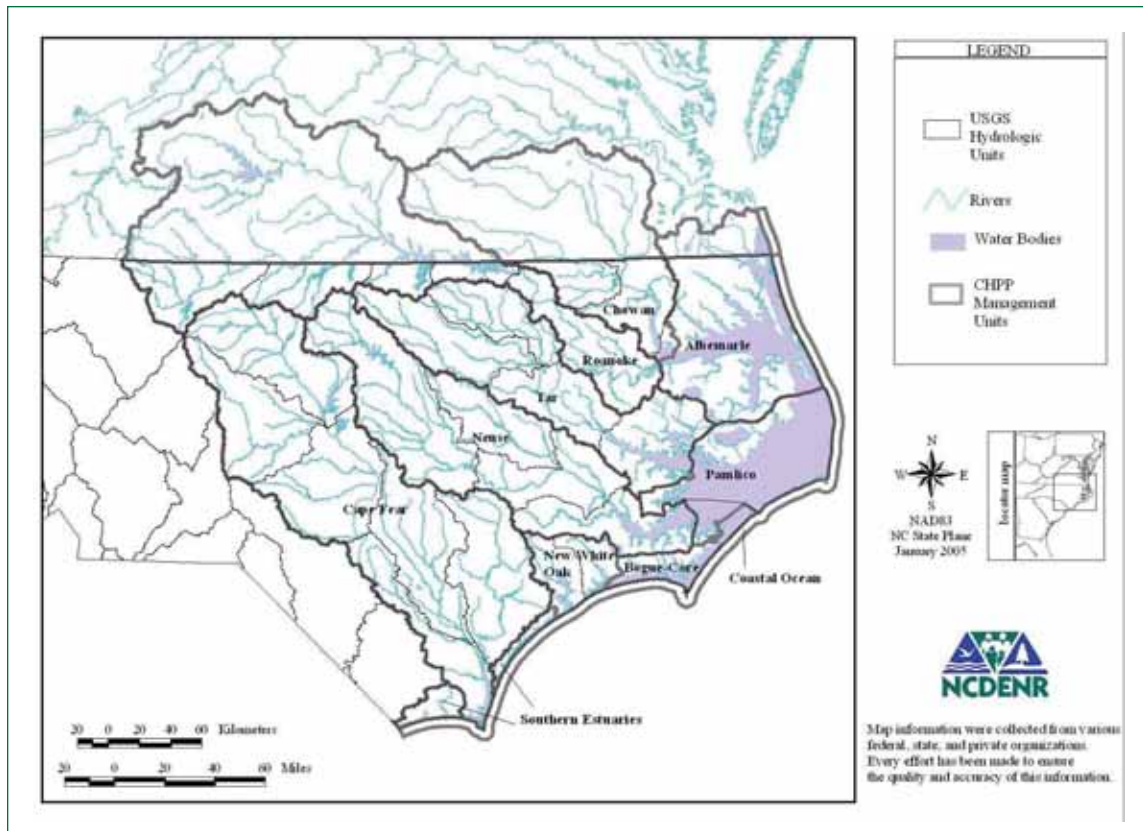 LEGEND
USGS
Hydrologic
Units
Rivers
Water Bodies
CHPP
Management
Units
Chowan
Albemarle
Roanoke
Tar
Neuse
Pamlico
Cape Fear
New/White
Oak
Bogue-Core
Coastal Ocean
Southern Estuaries
20 0 20 40 60 Kilometers
20 0 20 40 60 Miles
N
W E
S
NAD83
NC State Plane
January 2005
locator map
NCDENR
Map information were collected from various
federal, state, and private organizations.
Every effort has been made to ensure
the quality and accuracy of this information.